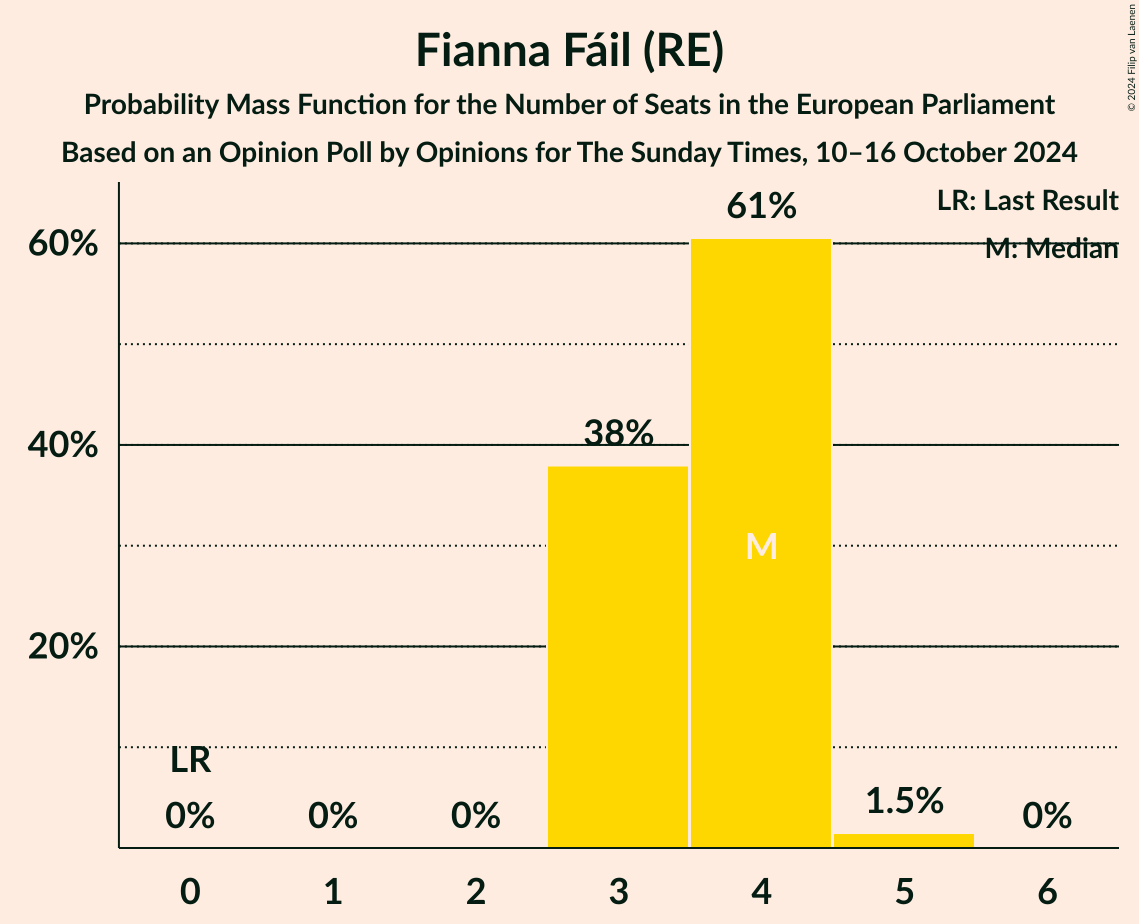 Fianna Fáil (RE)
Probability Mass Function for the Number of Seats in the European Parliament
Based on an Opinion Poll by Opinions for The Sunday Times, 10–16 October 2024
© 2024 Filip van Laenen
LR: Last Result
M: Median
60%
40%
20%
61%
38%
M
LR
0%
0%
0%
1.5%
0%
0
1
2
3
4
5
6